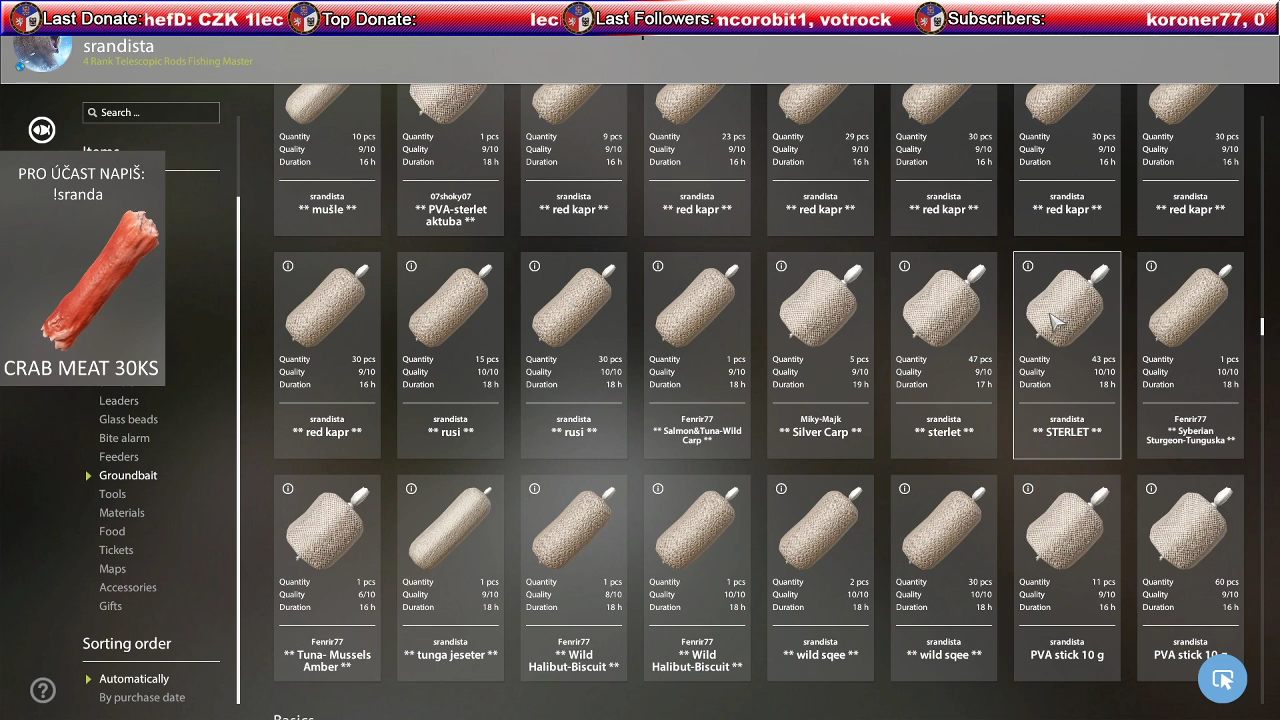 Last Donate: hefD: CZK 1lec Top Donate: lec Last Followers: ncorobit1, votrock Subscribers: koroner77, 0
srandista
4 Rank Telescopic Rods Fishing Master
Search ...
Items
PRO ÚČAST NAPIŠ:
!sranda
CRAB MEAT 30KS
Leaders
Glass beads
Bite alarm
Feeders
Groundbait
Tools
Materials
Food
Tickets
Maps
Accessories
Gifts
Sorting order
Automatically
By purchase date
Quantity 10 pcs
Quality 9/10
Duration 16 h
srandista
** mušle **
Quantity 1 pcs
Quality 9/10
Duration 18 h
07shoky07
** PVA-sterlet
aktuba **
Quantity 9 pcs
Quality 9/10
Duration 16 h
srandista
** red kapr **
Quantity 23 pcs
Quality 9/10
Duration 16 h
srandista
** red kapr **
Quantity 29 pcs
Quality 9/10
Duration 16 h
srandista
** red kapr **
Quantity 30 pcs
Quality 9/10
Duration 16 h
srandista
** red kapr **
Quantity 30 pcs
Quality 9/10
Duration 16 h
srandista
** red kapr **
Quantity 30 pcs
Quality 9/10
Duration 16 h
srandista
** red kapr **
Quantity 30 pcs
Quality 9/10
Duration 16 h
srandista
** red kapr **
Quantity 15 pcs
Quality 10/10
Duration 18 h
srandista
** rusi **
Quantity 30 pcs
Quality 10/10
Duration 18 h
srandista
** rusi **
Quantity 1 pcs
Quality 9/10
Duration 18 h
Fenrir77
** Salmon&Tuna-Wild
Carp **
Quantity 5 pcs
Quality 9/10
Duration 19 h
Miky-Majk
** Silver Carp **
Quantity 47 pcs
Quality 9/10
Duration 17 h
srandista
** sterlet **
Quantity 43 pcs
Quality 10/10
Duration 18 h
srandista
** STERLET **
Quantity 1 pcs
Quality 10/10
Duration 18 h
Fenrir77
** Syberian
Sturgeon-Tunguska **
Quantity 1 pcs
Quality 6/10
Duration 16 h
Fenrir77
** Tuna- Mussels
Amber **
Quantity 1 pcs
Quality 9/10
Duration 18 h
srandista
** tunga jeseter **
Quantity 1 pcs
Quality 8/10
Duration 18 h
Fenrir77
** Wild
Halibut-Biscuit **
Quantity 1 pcs
Quality 10/10
Duration 18 h
Fenrir77
** Wild
Halibut-Biscuit **
Quantity 2 pcs
Quality 10/10
Duration 18 h
srandista
** wild sqee **
Quantity 30 pcs
Quality 10/10
Duration 18 h
srandista
** wild sqee **
Quantity 11 pcs
Quality 9/10
Duration 16 h
srandista
PVA stick 10 g
Quantity 60 pcs
Quality 9/10
Duration 16 h
srandista
PVA stick 10 g
Basics